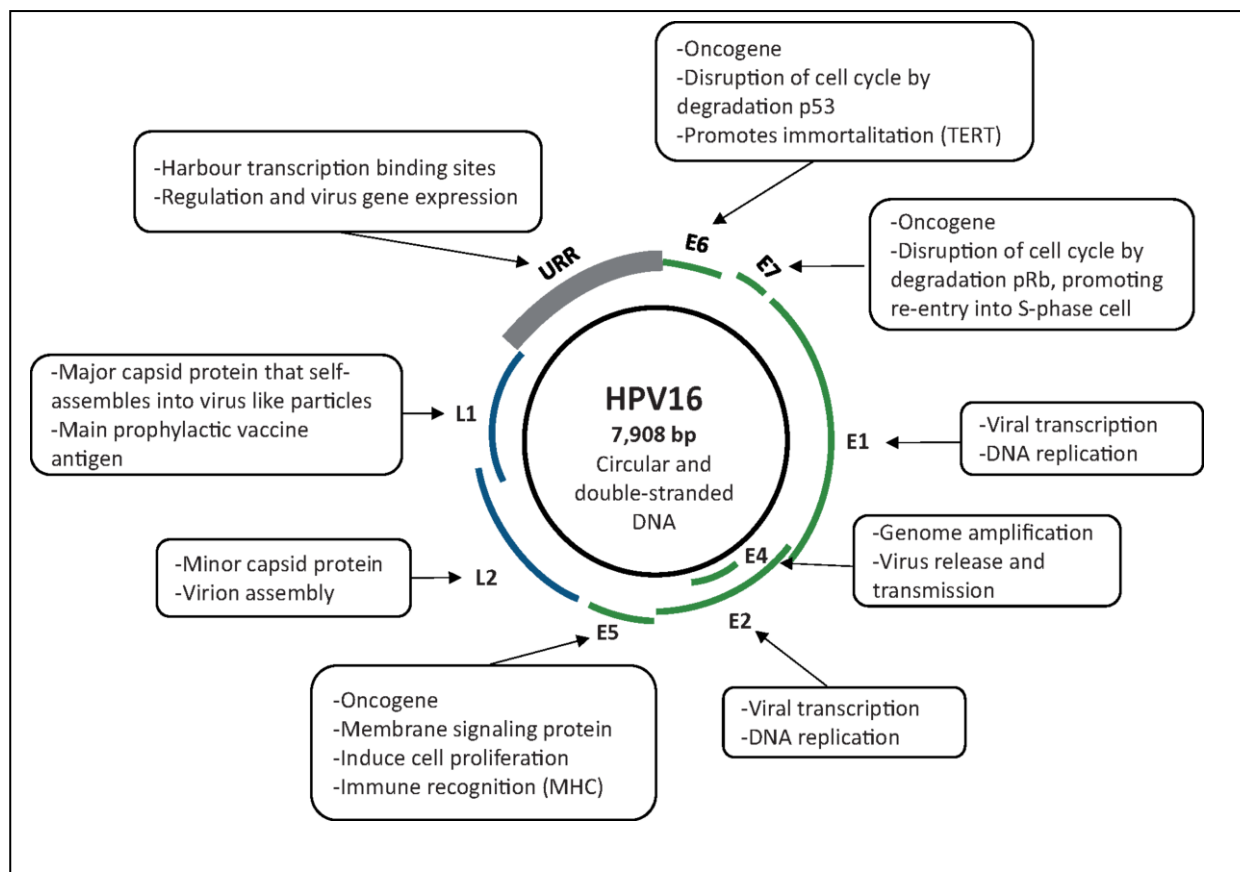 -Oncogene
-Disruption of cell cycle by
degradation p53
-Promotes immortalitation (TERT)
-Harbour transcription binding sites
-Regulation and virus gene expression
URR
E6
E7
-Oncogene
-Disruption of cell cycle by
degradation pRb, promoting
re-entry into S-phase cell
-Major capsid protein that self-
assembles into virus like particles
-Main prophylactic vaccine
antigen
L1
HPV16
7,908 bp
Circular and
double-stranded
DNA
E1
-Viral transcription
-DNA replication
-Minor capsid protein
-Virion assembly
L2
E4
-Genome amplification
-Virus release and
transmission
E5
E2
-Oncogene
-Membrane signaling protein
-Induce cell proliferation
-Immune recognition (MHC)
-Viral transcription
-DNA replication